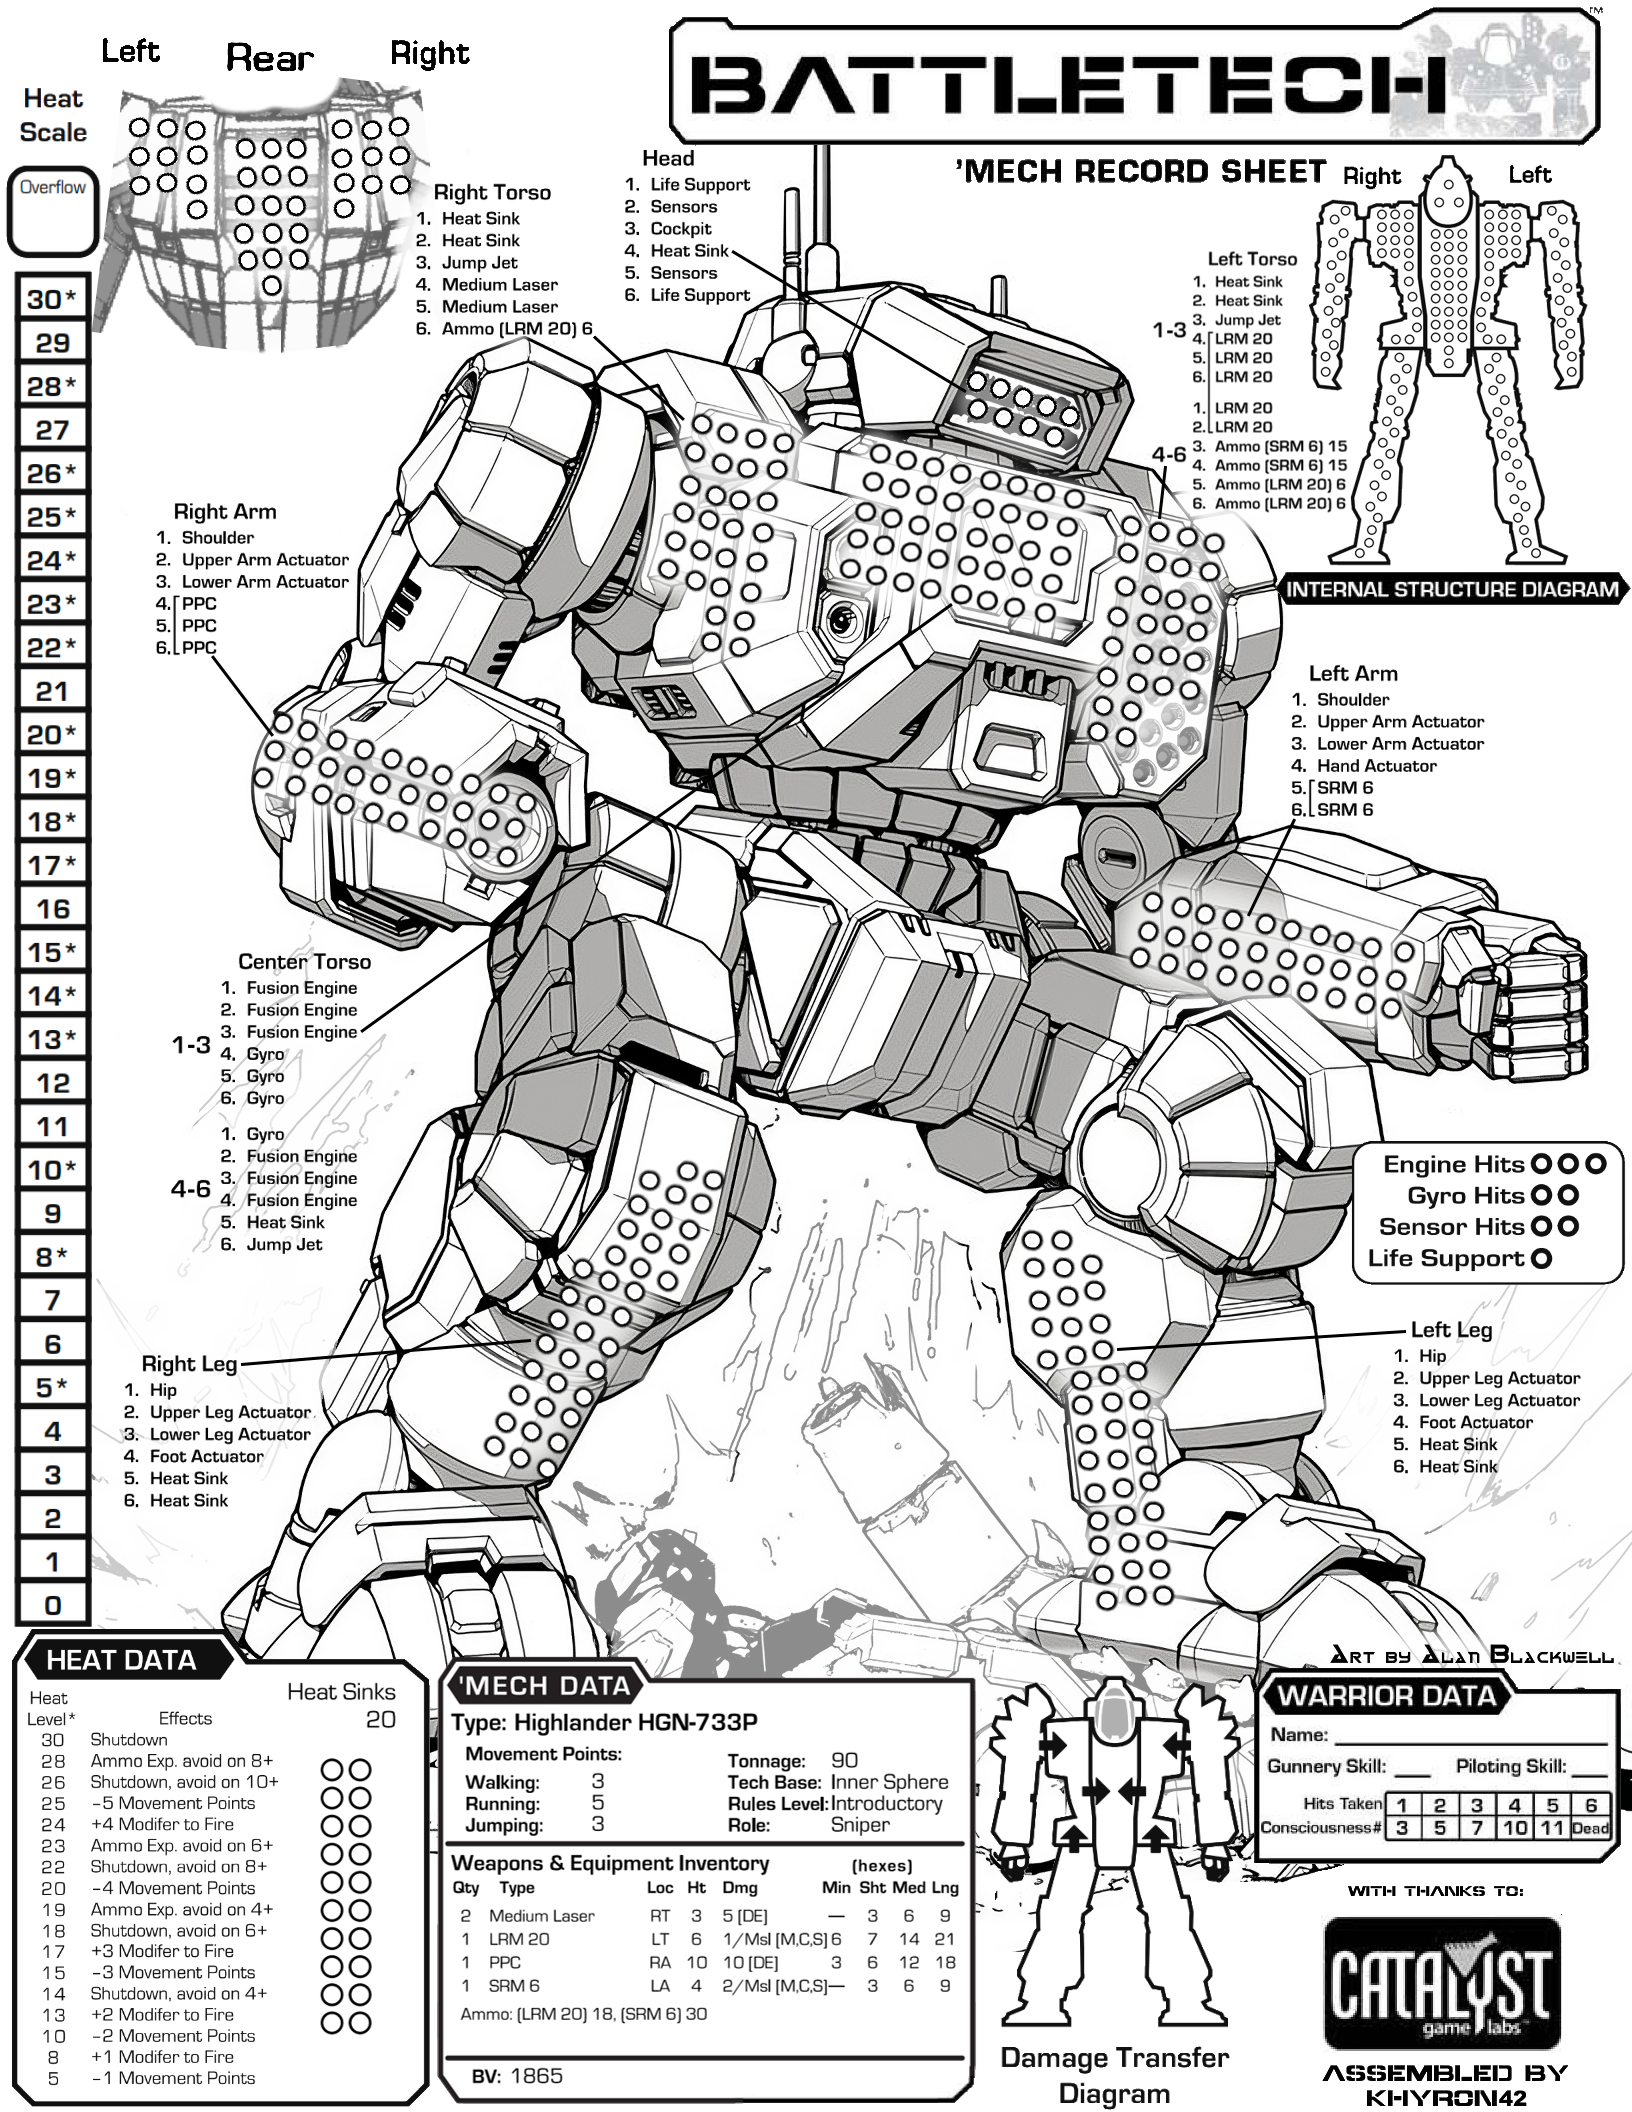 Left Rear Right
BATTLETECH™
Heat
Scale
Overflow
30*
29
28*
27
26*
25*
24*
23*
22*
21
20*
19*
18*
17*
16
15*
14*
13*
12
11
10*
9
8*
7
6
5*
4
3
2
1
0
Right Torso
1. Heat Sink
2. Heat Sink
3. Jump Jet
4. Medium Laser
5. Medium Laser
6. Ammo (LRM 20) 6
Head
1. Life Support
2. Sensors
3. Cockpit
4. Heat Sink
5. Sensors
6. Life Support
'MECH RECORD SHEET
Right Left
Left Torso
1-3
1. Heat Sink
2. Heat Sink
3. Jump Jet
4. LRM 20
5. LRM 20
6. LRM 20
4-6
1. LRM 20
2. LRM 20
3. Ammo (SRM 6) 15
4. Ammo (SRM 6) 15
5. Ammo (LRM 20) 6
6. Ammo (LRM 20) 6
INTERNAL STRUCTURE DIAGRAM
Right Arm
1. Shoulder
2. Upper Arm Actuator
3. Lower Arm Actuator
4. PPC
5. PPC
6. PPC
Left Arm
1. Shoulder
2. Upper Arm Actuator
3. Lower Arm Actuator
4. Hand Actuator
5. SRM 6
6. SRM 6
Center Torso
1-3
1. Fusion Engine
2. Fusion Engine
3. Fusion Engine
4. Gyro
5. Gyro
6. Gyro
4-6
1. Gyro
2. Fusion Engine
3. Fusion Engine
4. Fusion Engine
5. Heat Sink
6. Jump Jet
Engine Hits
Gyro Hits
Sensor Hits
Life Support
Right Leg
1. Hip
2. Upper Leg Actuator
3. Lower Leg Actuator
4. Foot Actuator
5. Heat Sink
6. Heat Sink
Left Leg
1. Hip
2. Upper Leg Actuator
3. Lower Leg Actuator
4. Foot Actuator
5. Heat Sink
6. Heat Sink
Art by Alan Blackwell
HEAT DATA
Heat Sinks
20
Heat
Level* Effects
30 Shutdown
28 Ammo Exp. avoid on 8+
26 Shutdown, avoid on 10+
25 -5 Movement Points
24 +4 Modifer to Fire
23 Ammo Exp. avoid on 6+
22 Shutdown, avoid on 8+
20 -4 Movement Points
19 Ammo Exp. avoid on 4+
18 Shutdown, avoid on 6+
17 +3 Modifer to Fire
15 -3 Movement Points
14 Shutdown, avoid on 4+
13 +2 Modifer to Fire
10 -2 Movement Points
8 +1 Modifer to Fire
5 -1 Movement Points
'MECH DATA
Type: Highlander HGN-733P
Movement Points:
Walking: 3
Running: 5
Jumping: 3
Tonnage: 90
Tech Base: Inner Sphere
Rules Level: Introductory
Role: Sniper
Weapons & Equipment Inventory (hexes)
Qty Type Loc Ht Dmg Min Sht Med Lng
2 Medium Laser RT 3 5 [DE] — 3 6 9
1 LRM 20 LT 6 1/Msl [M,C,S] 6 7 14 21
1 PPC RA 10 10 [DE] 3 6 12 18
1 SRM 6 LA 4 2/Msl [M,C,S] — 3 6 9
Ammo: (LRM 20) 18, (SRM 6) 30
BV: 1865
Damage Transfer
Diagram
WARRIOR DATA
Name:
Gunnery Skill: Piloting Skill:
Hits Taken 1 2 3 4 5 6
Consciousness# 3 5 7 10 11 Dead
WITH THANKS TO:
CATALYST
game labs™
ASSEMBLED BY
KHYRON42